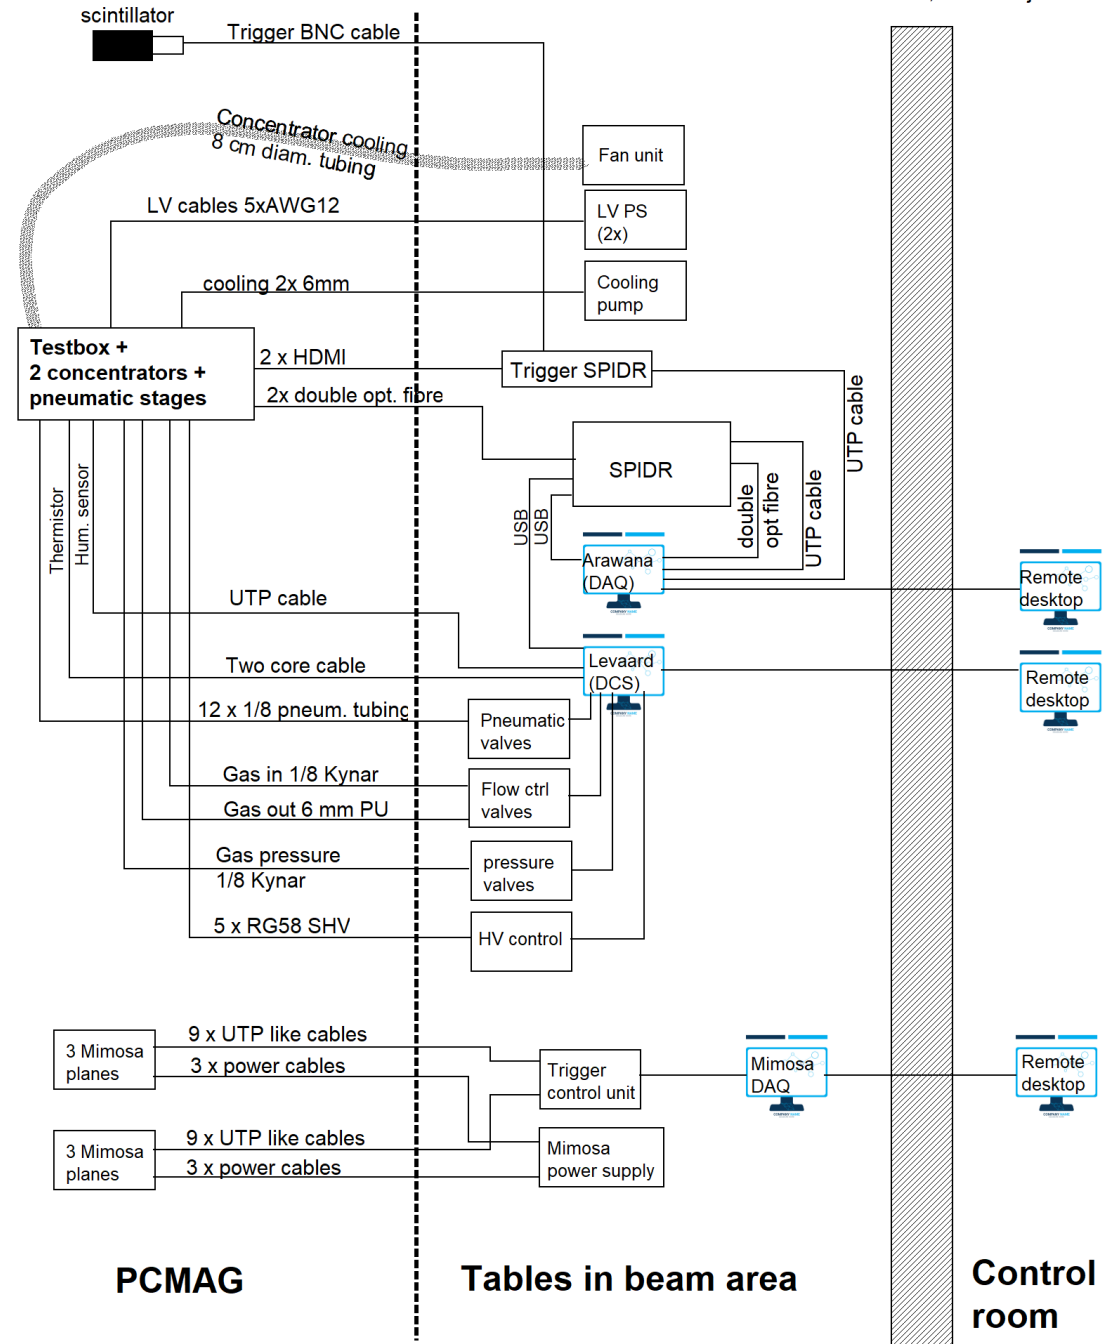 scintillator
Trigger BNC cable
Concentrator cooling
8 cm diam. tubing
Fan unit
LV cables 5xAWG12
LV PS
(2x)
cooling 2x 6mm
Cooling
pump
Testbox +
2 concentrators +
pneumatic stages
2 x HDMI
Trigger SPIDR
2x double opt. fibre
UTP cable
SPIDR
double
opt fibre
UTP cable
Thermistor
Hum. sensor
USB
USB
Arawana
(DAQ)
Remote
desktop
UTP cable
Two core cable
Levaard
(DCS)
Remote
desktop
12 x 1/8 pneum. tubing
Pneumatic
valves
Gas in 1/8 Kynar
Gas out 6 mm PU
Flow ctrl
valves
Gas pressure
1/8 Kynar
pressure
valves
5 x RG58 SHV
HV control
3 Mimosa
planes
9 x UTP like cables
3 x power cables
Trigger
control unit
Mimosa
DAQ
Remote
desktop
3 Mimosa
planes
9 x UTP like cables
3 x power cables
Mimosa
power supply
PCMAG
Tables in beam area
Control
room